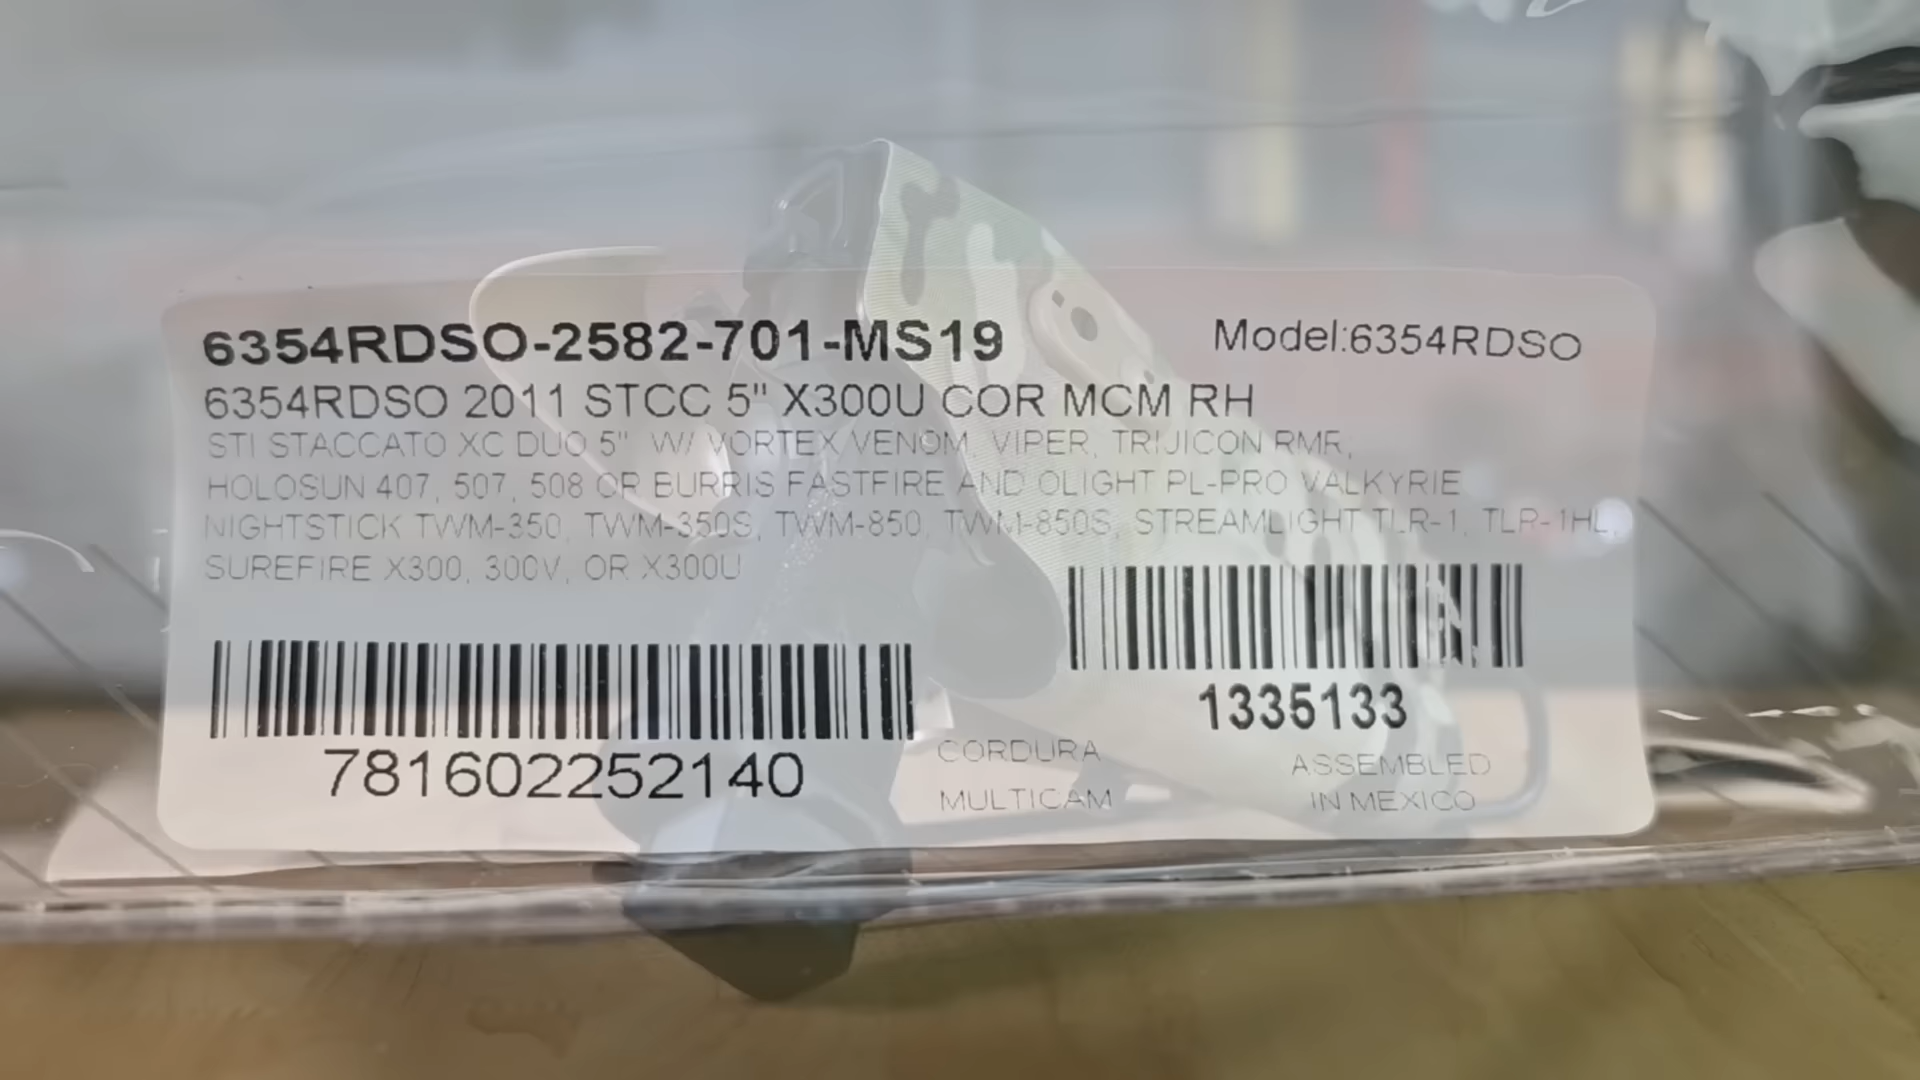 6354RDSO-2582-701-MS19
Model:6354RDSO
6354RDSO 2011 STCC 5" X300U COR MCM RH
STI STACCATO XC DUO 5" W/ VORTEX VENOM, VIPER, TRIJICON RMR,
HOLOSUN 407, 507, 508 OR BURRIS FASTFIRE AND OLIGHT PL-PRO VALKYRIE
NIGHTSTICK TWM-350, TWM-350S, TWM-850, TWM-850S, STREAMLIGHT TLR-1, TLR-1HL,
SUREFIRE X300, 300V, OR X300U
1335133
781602252140
CORDURA
MULTICAM
ASSEMBLED
IN MEXICO